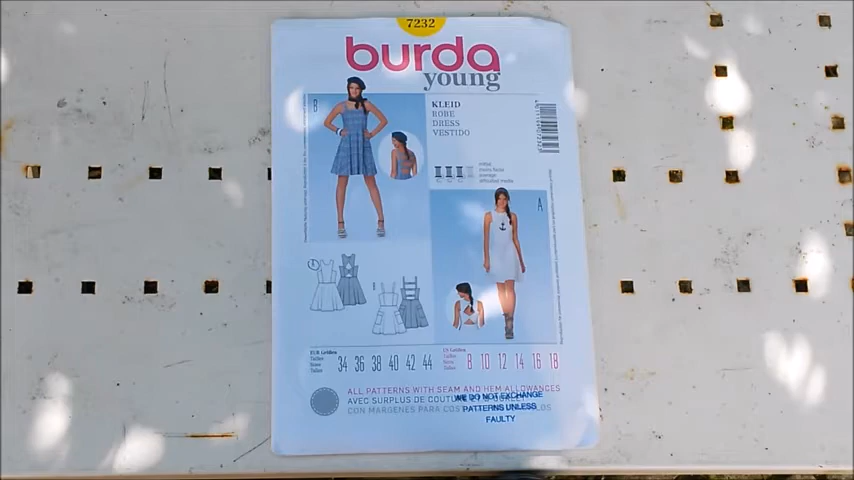 7232
burda
young
B
KLEID
ROBE
DRESS
VESTIDO
average
A
EUR Größen
Tailles
Sizes
Tallas
34 36 38 40 42 44
US Größen
Tailles
Sizes
Tallas
8 10 12 14 16 18
ALL PATTERNS WITH SEAM AND HEM ALLOWANCES
AVEC SURPLUS DE
CON MARGENES PARA
WE DO NOT EXCHANGE
PATTERNS UNLESS
FAULTY